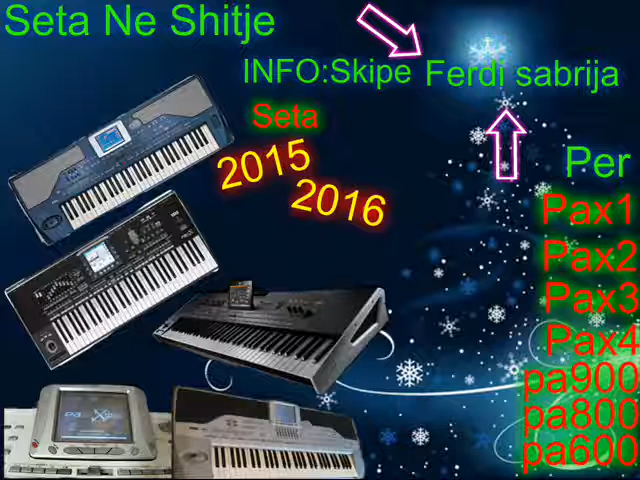 Seta Ne Shitje
INFO:Skipe Ferdi sabrija
Seta
2015
2016
Per
Pax1
Pax2
Pax3
Pax4
pa900
pa800
pa600